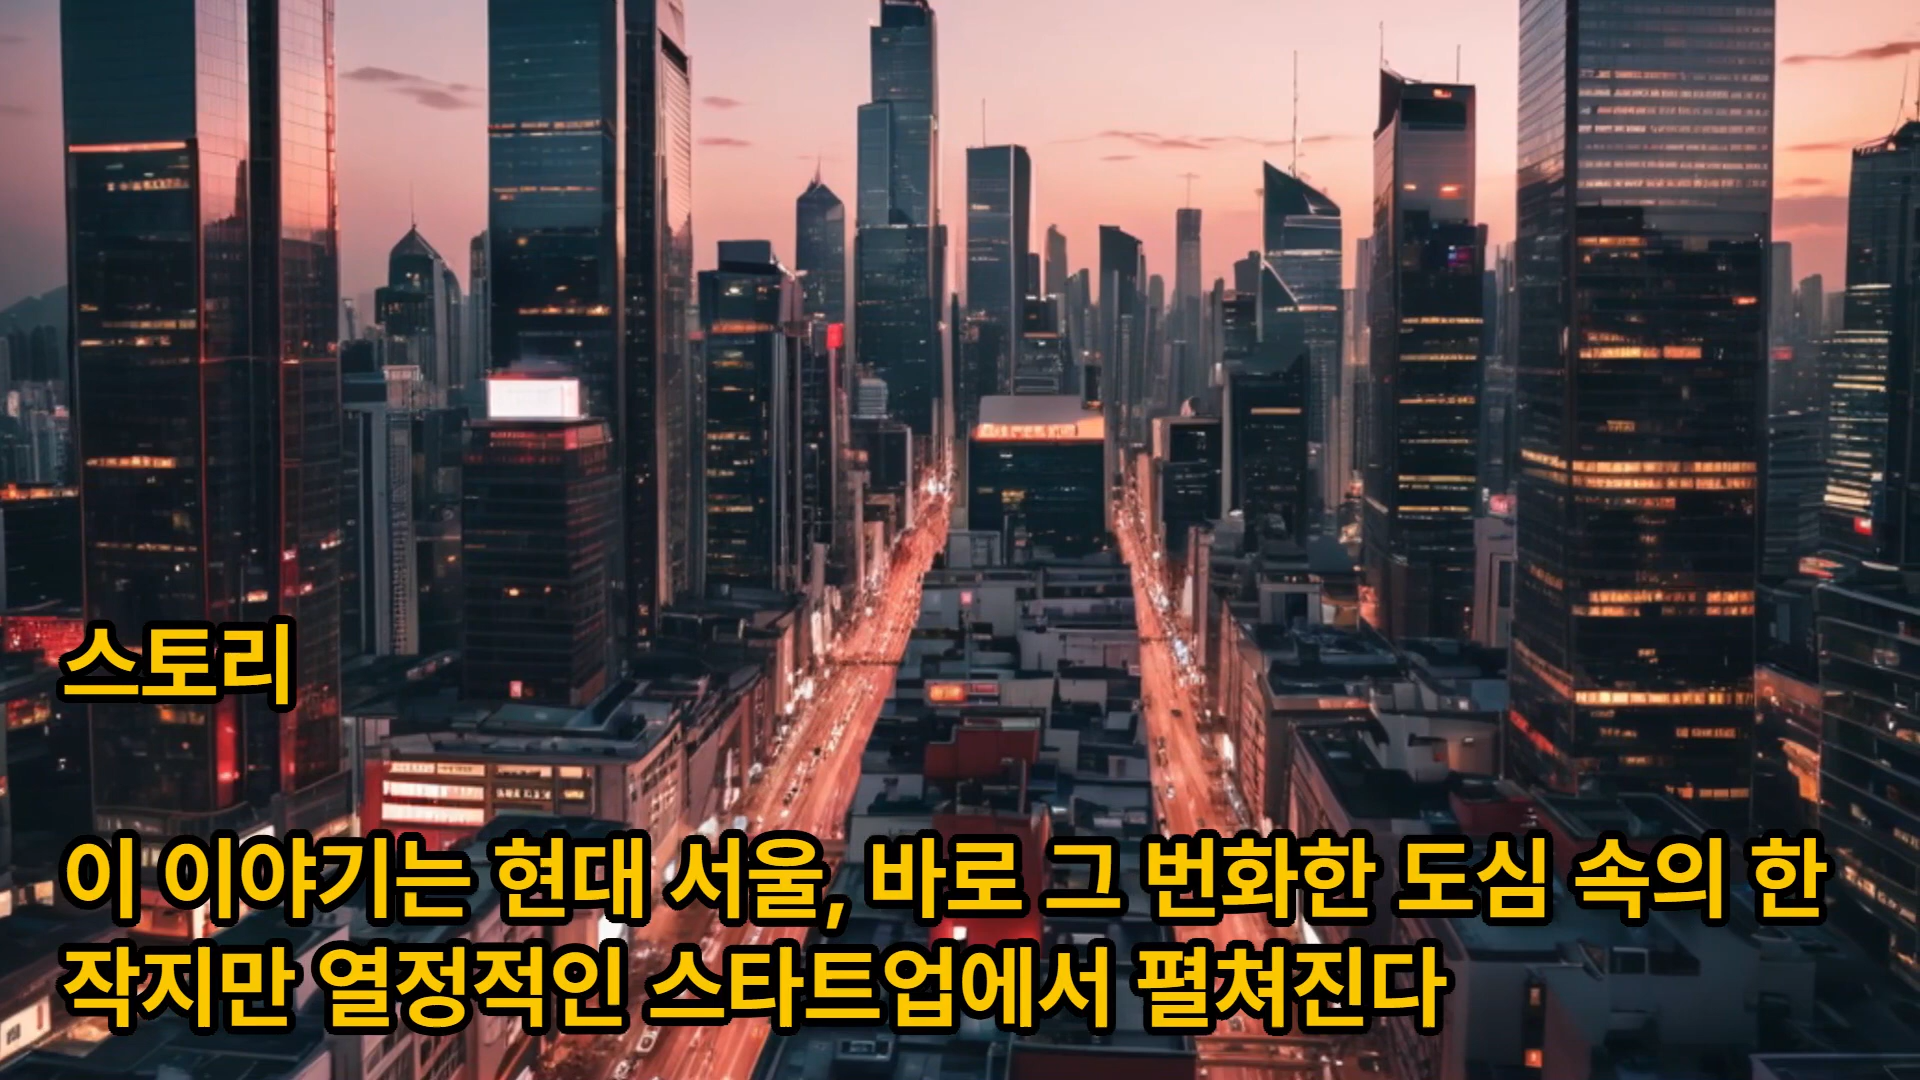 스토리
이 이야기는 현대 서울, 바로 그 번화한 도심 속의 한
작지만 열정적인 스타트업에서 펼쳐진다